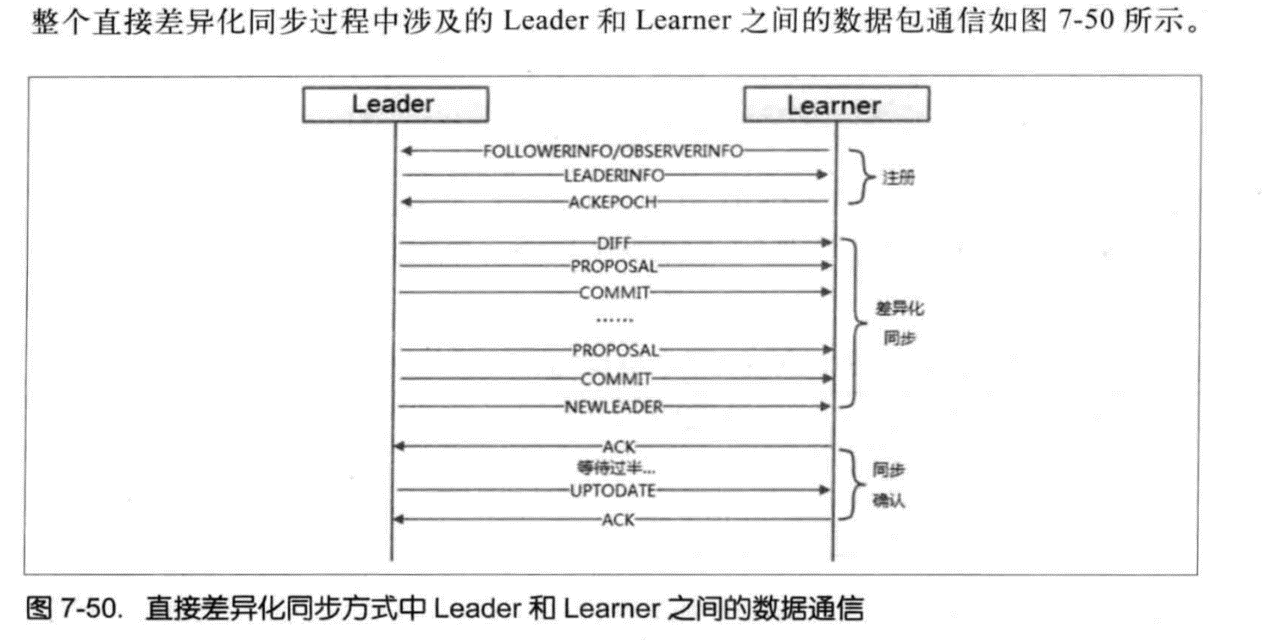 整个直接差异化同步过程中涉及的 Leader 和 Learner 之间的数据包通信如图 7-50 所示。
Leader
Learner
FOLLOWERINFO/OBSERVERINFO
LEADERINFO
ACKEPOCH
注册
DIFF
PROPOSAL
COMMIT
······
PROPOSAL
COMMIT
NEWLEADER
差异化
同步
ACK
等待过半...
UPTODATE
ACK
同步
确认
图 7-50. 直接差异化同步方式中 Leader 和 Learner 之间的数据通信